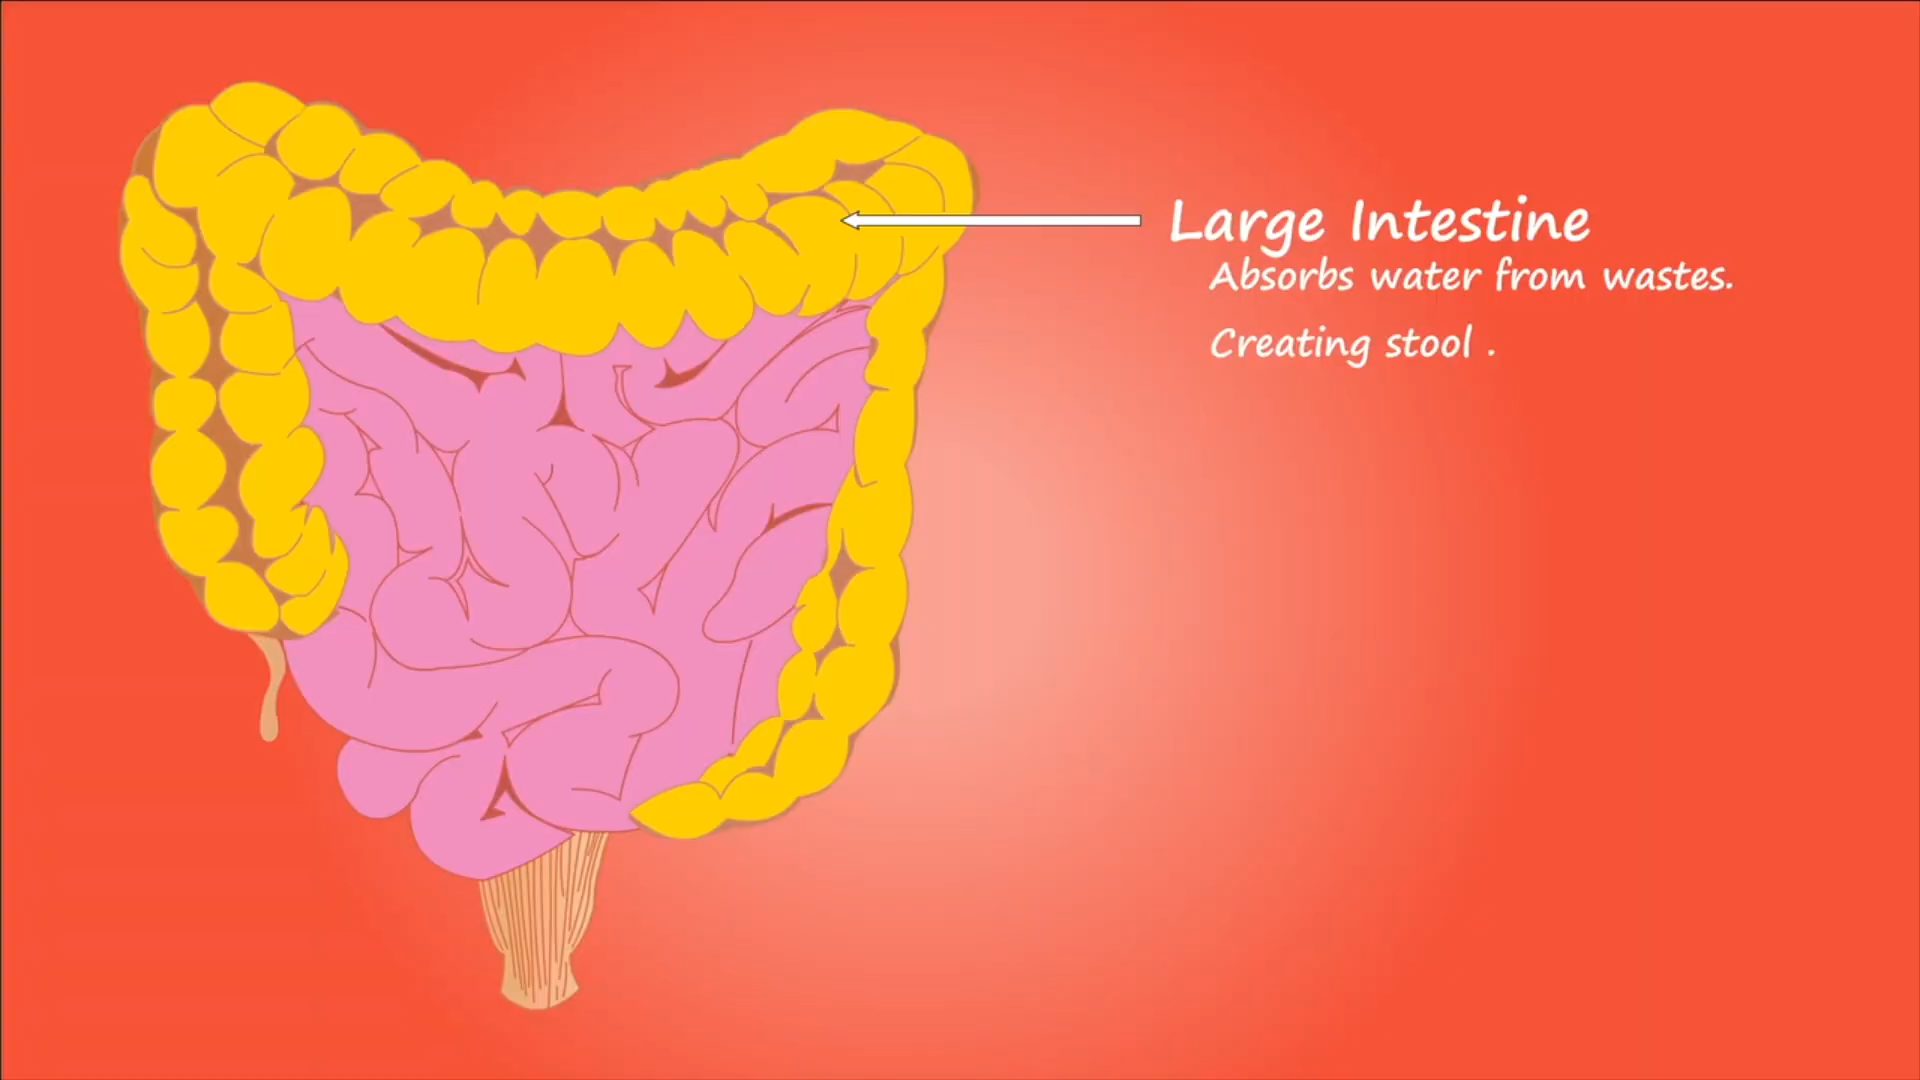 Large Intestine
Absorbs water from wastes.
Creating stool .